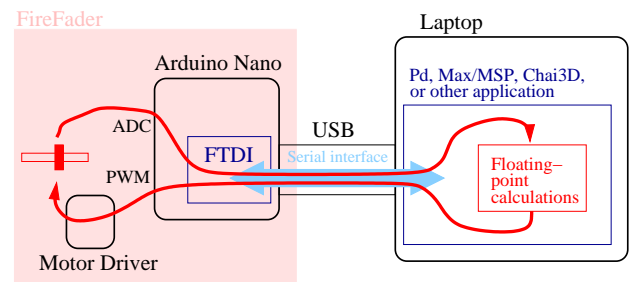 FireFader
Laptop
Arduino Nano
Pd, Max/MSP, Chai3D,
or other application
ADC
USB
FTDI
Serial interface
PWM
Floating–
point
calculations
Motor Driver